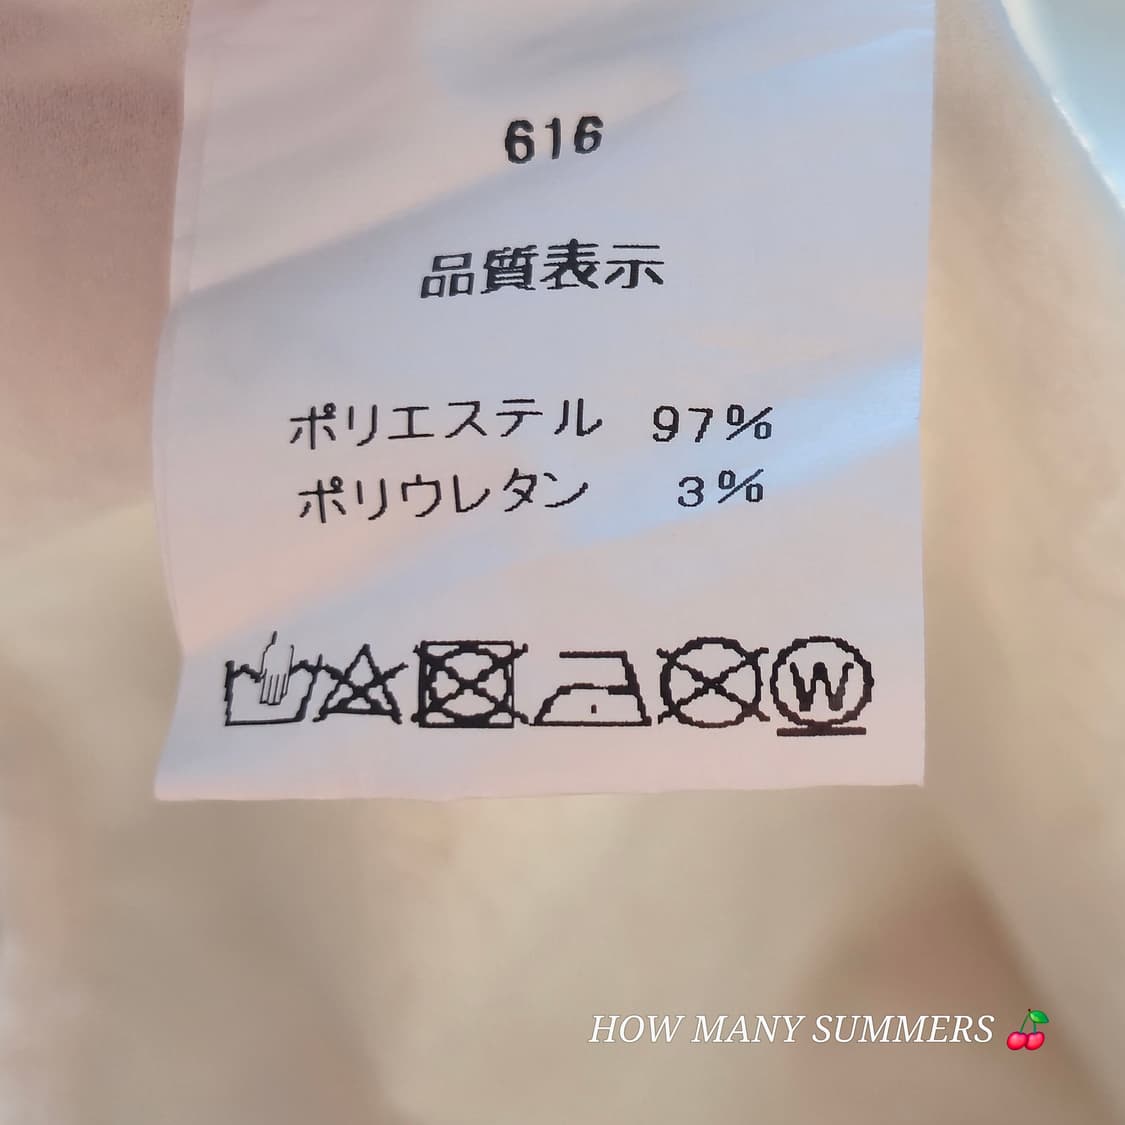 616
品質表示
ポリエステル 97%
ポリウレタン 3%
W
HOW MANY SUMMERS 🍒